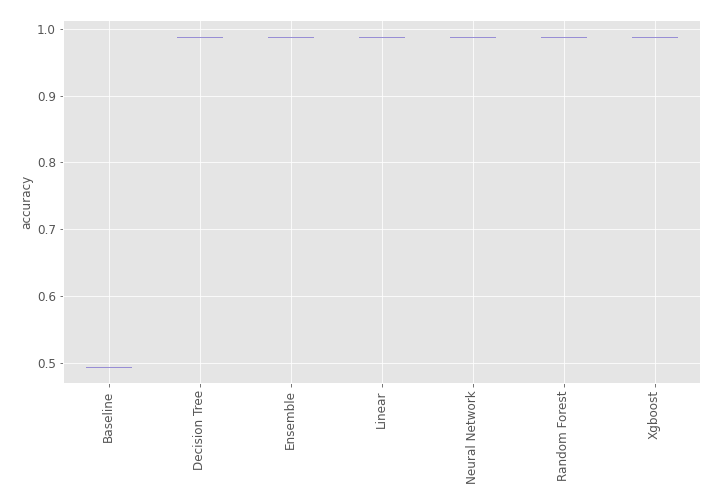 accuracy
1.0
0.9
0.8
0.7
0.6
0.5
Baseline
Decision Tree
Ensemble
Linear
Neural Network
Random Forest
Xgboost